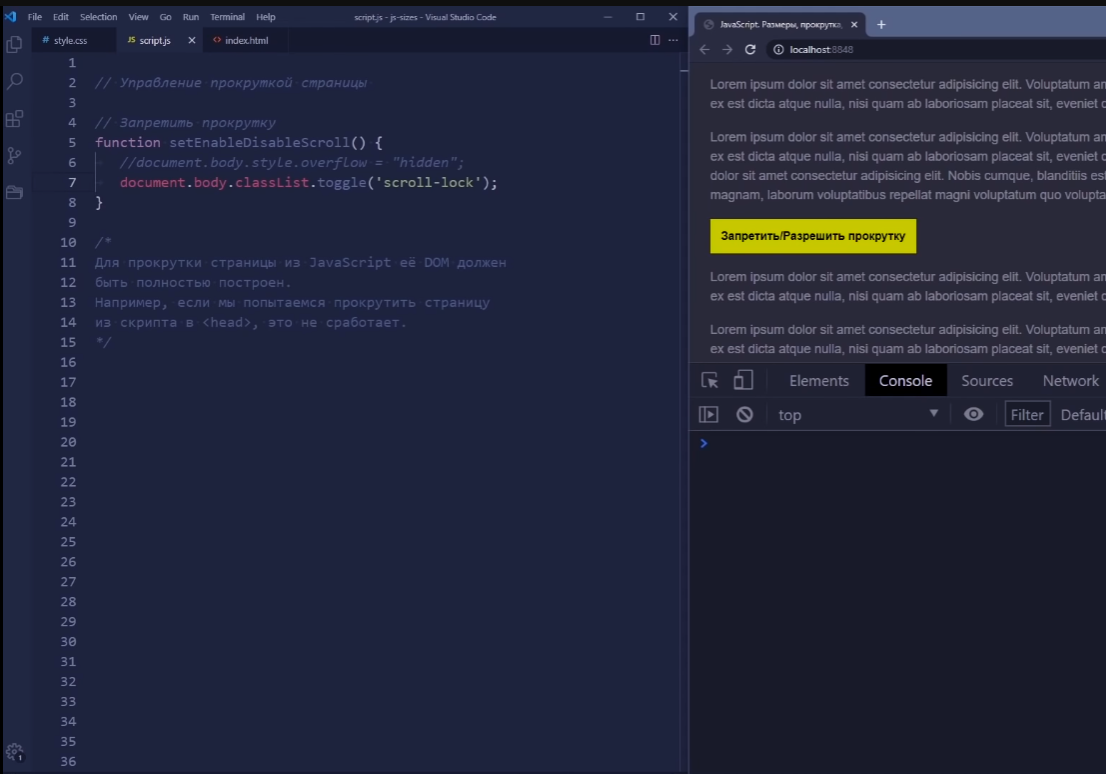 File Edit Selection View Go Run Terminal Help script.js - js-sizes - Visual Studio Code
# style.css JS script.js <> index.html
1
2 // Управление прокруткой страницы
3
4 // Запретить прокрутку
5 function setEnableDisableScroll() {
6 //document.body.style.overflow = "hidden";
7 document.body.classList.toggle('scroll-lock');
8 }
9
10 /*
11 Для прокрутки страницы из JavaScript её DOM должен
12 быть полностью построен.
13 Например, если мы попытаемся прокрутить страницу
14 из скрипта в <head>, это не сработает.
15 */
16
17
18
19
20
21
22
23
24
25
26
27
28
29
30
31
32
33
34
35
36
1
JavaScript. Размеры, прокрутка,
localhost:8848
Lorem ipsum dolor sit amet consectetur adipisicing elit. Voluptatum an
ex est dicta atque nulla, nisi quam ab laboriosam placeat sit, eveniet
Lorem ipsum dolor sit amet consectetur adipisicing elit. Voluptatum an
ex est dicta atque nulla, nisi quam ab laboriosam placeat sit, eveniet
dolor sit amet consectetur adipisicing elit. Nobis cumque, blanditiis est
magnam, laborum voluptatibus repellat magni voluptatum quo volupta
Запретить/Разрешить прокрутку
Lorem ipsum dolor sit amet consectetur adipisicing elit. Voluptatum an
ex est dicta atque nulla, nisi quam ab laboriosam placeat sit, eveniet
Lorem ipsum dolor sit amet consectetur adipisicing elit. Voluptatum an
ex est dicta atque nulla, nisi quam ab laboriosam placeat sit, eveniet
Elements Console Sources Network
top Filter Default